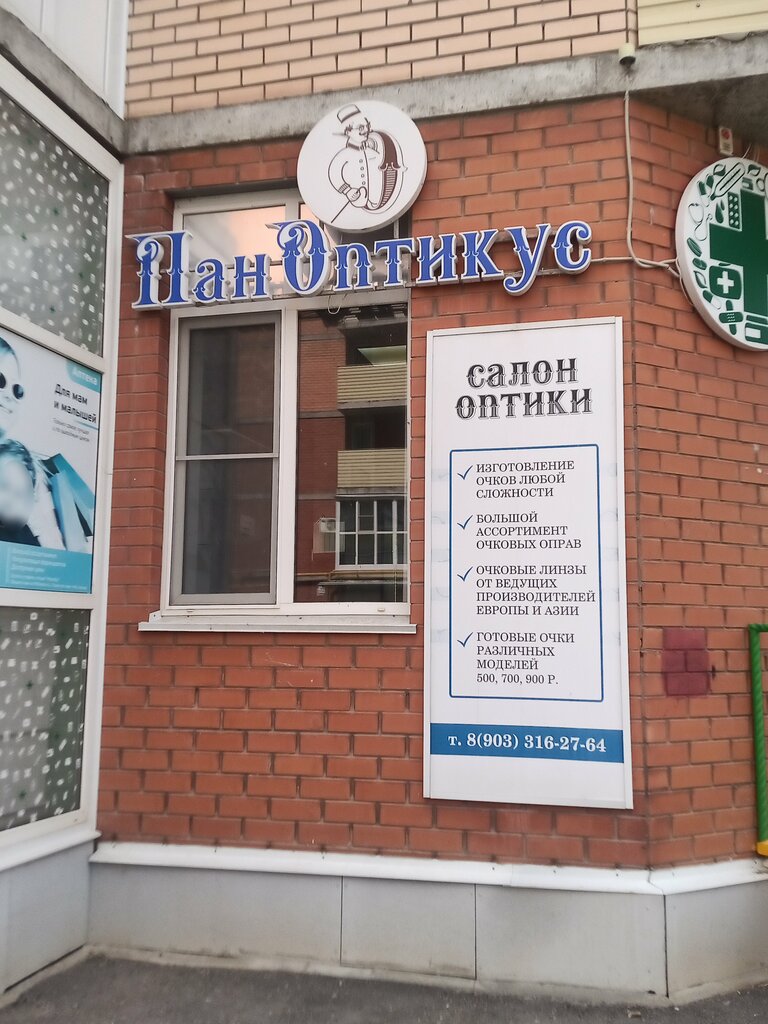 ПанОптикус
салон
оптики
ИЗГОТОВЛЕНИЕ
ОЧКОВ ЛЮБОЙ
СЛОЖНОСТИ
БОЛЬШОЙ
АССОРТИМЕНТ
ОЧКОВЫХ ОПРАВ
ОЧКОВЫЕ ЛИНЗЫ
ОТ ВЕДУЩИХ
ПРОИЗВОДИТЕЛЕЙ
ЕВРОПЫ И АЗИИ
ГОТОВЫЕ ОЧКИ
РАЗЛИЧНЫХ
МОДЕЛЕЙ
500, 700, 900 Р.
т. 8(903) 316-27-64
Аптека
Для мам
и малышей